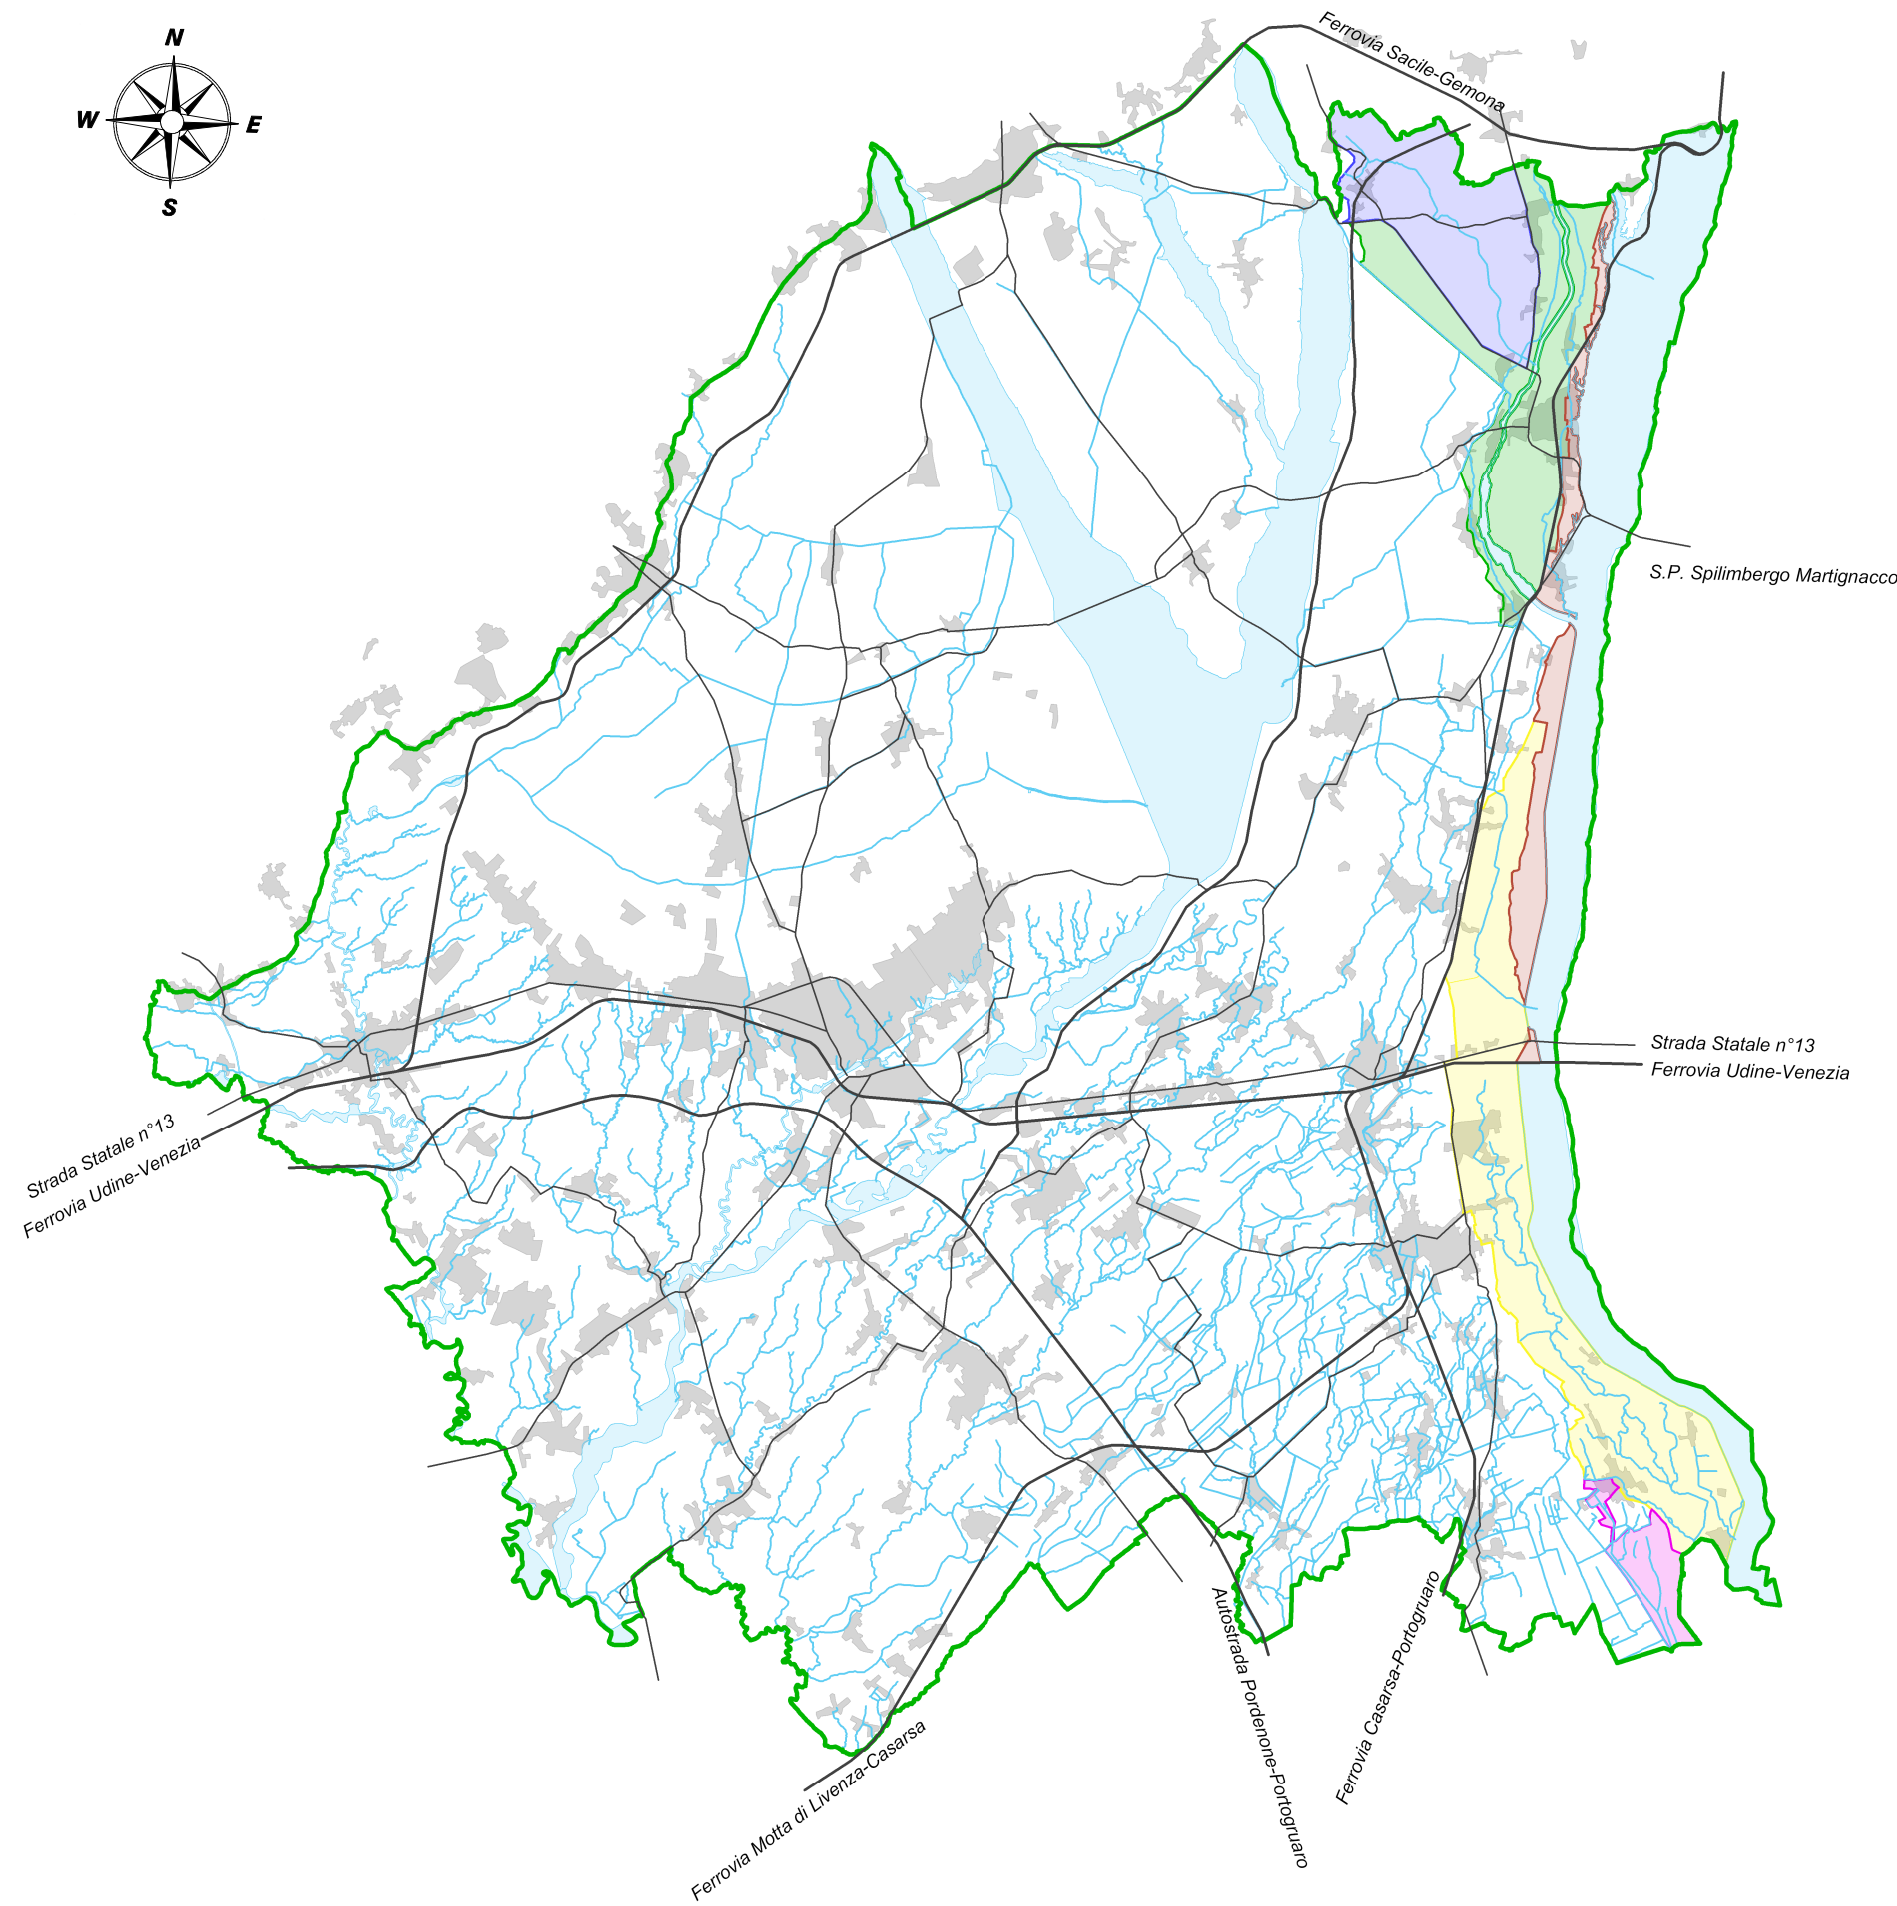 N
W
E
S
Ferrovia Sacile-Gemona
S.P. Spilimbergo Martignacco
Strada Statale n°13
Ferrovia Udine-Venezia
Strada Statale n°13
Ferrovia Udine-Venezia
Ferrovia Motta di Livenza-Casarsa
Autostrada Pordenone-Portogruaro
Ferrovia Casarsa-Portogruaro